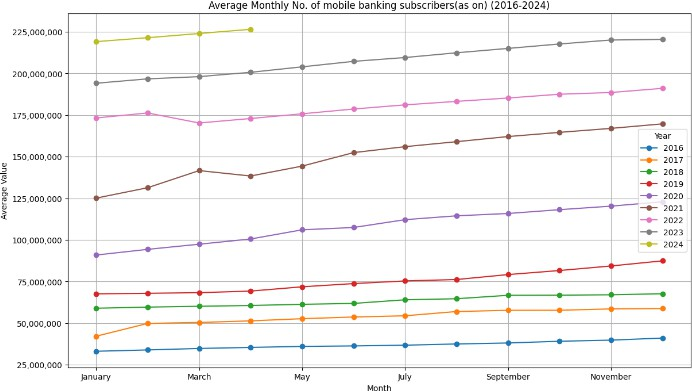 Average Monthly No. of mobile banking subscribers(as on) (2016-2024)
225,000,000
200,000,000
175,000,000
150,000,000
125,000,000
100,000,000
75,000,000
50,000,000
25,000,000
Average Value
January
March
May
July
September
November
Month
Year
2016
2017
2018
2019
2020
2021
2022
2023
2024